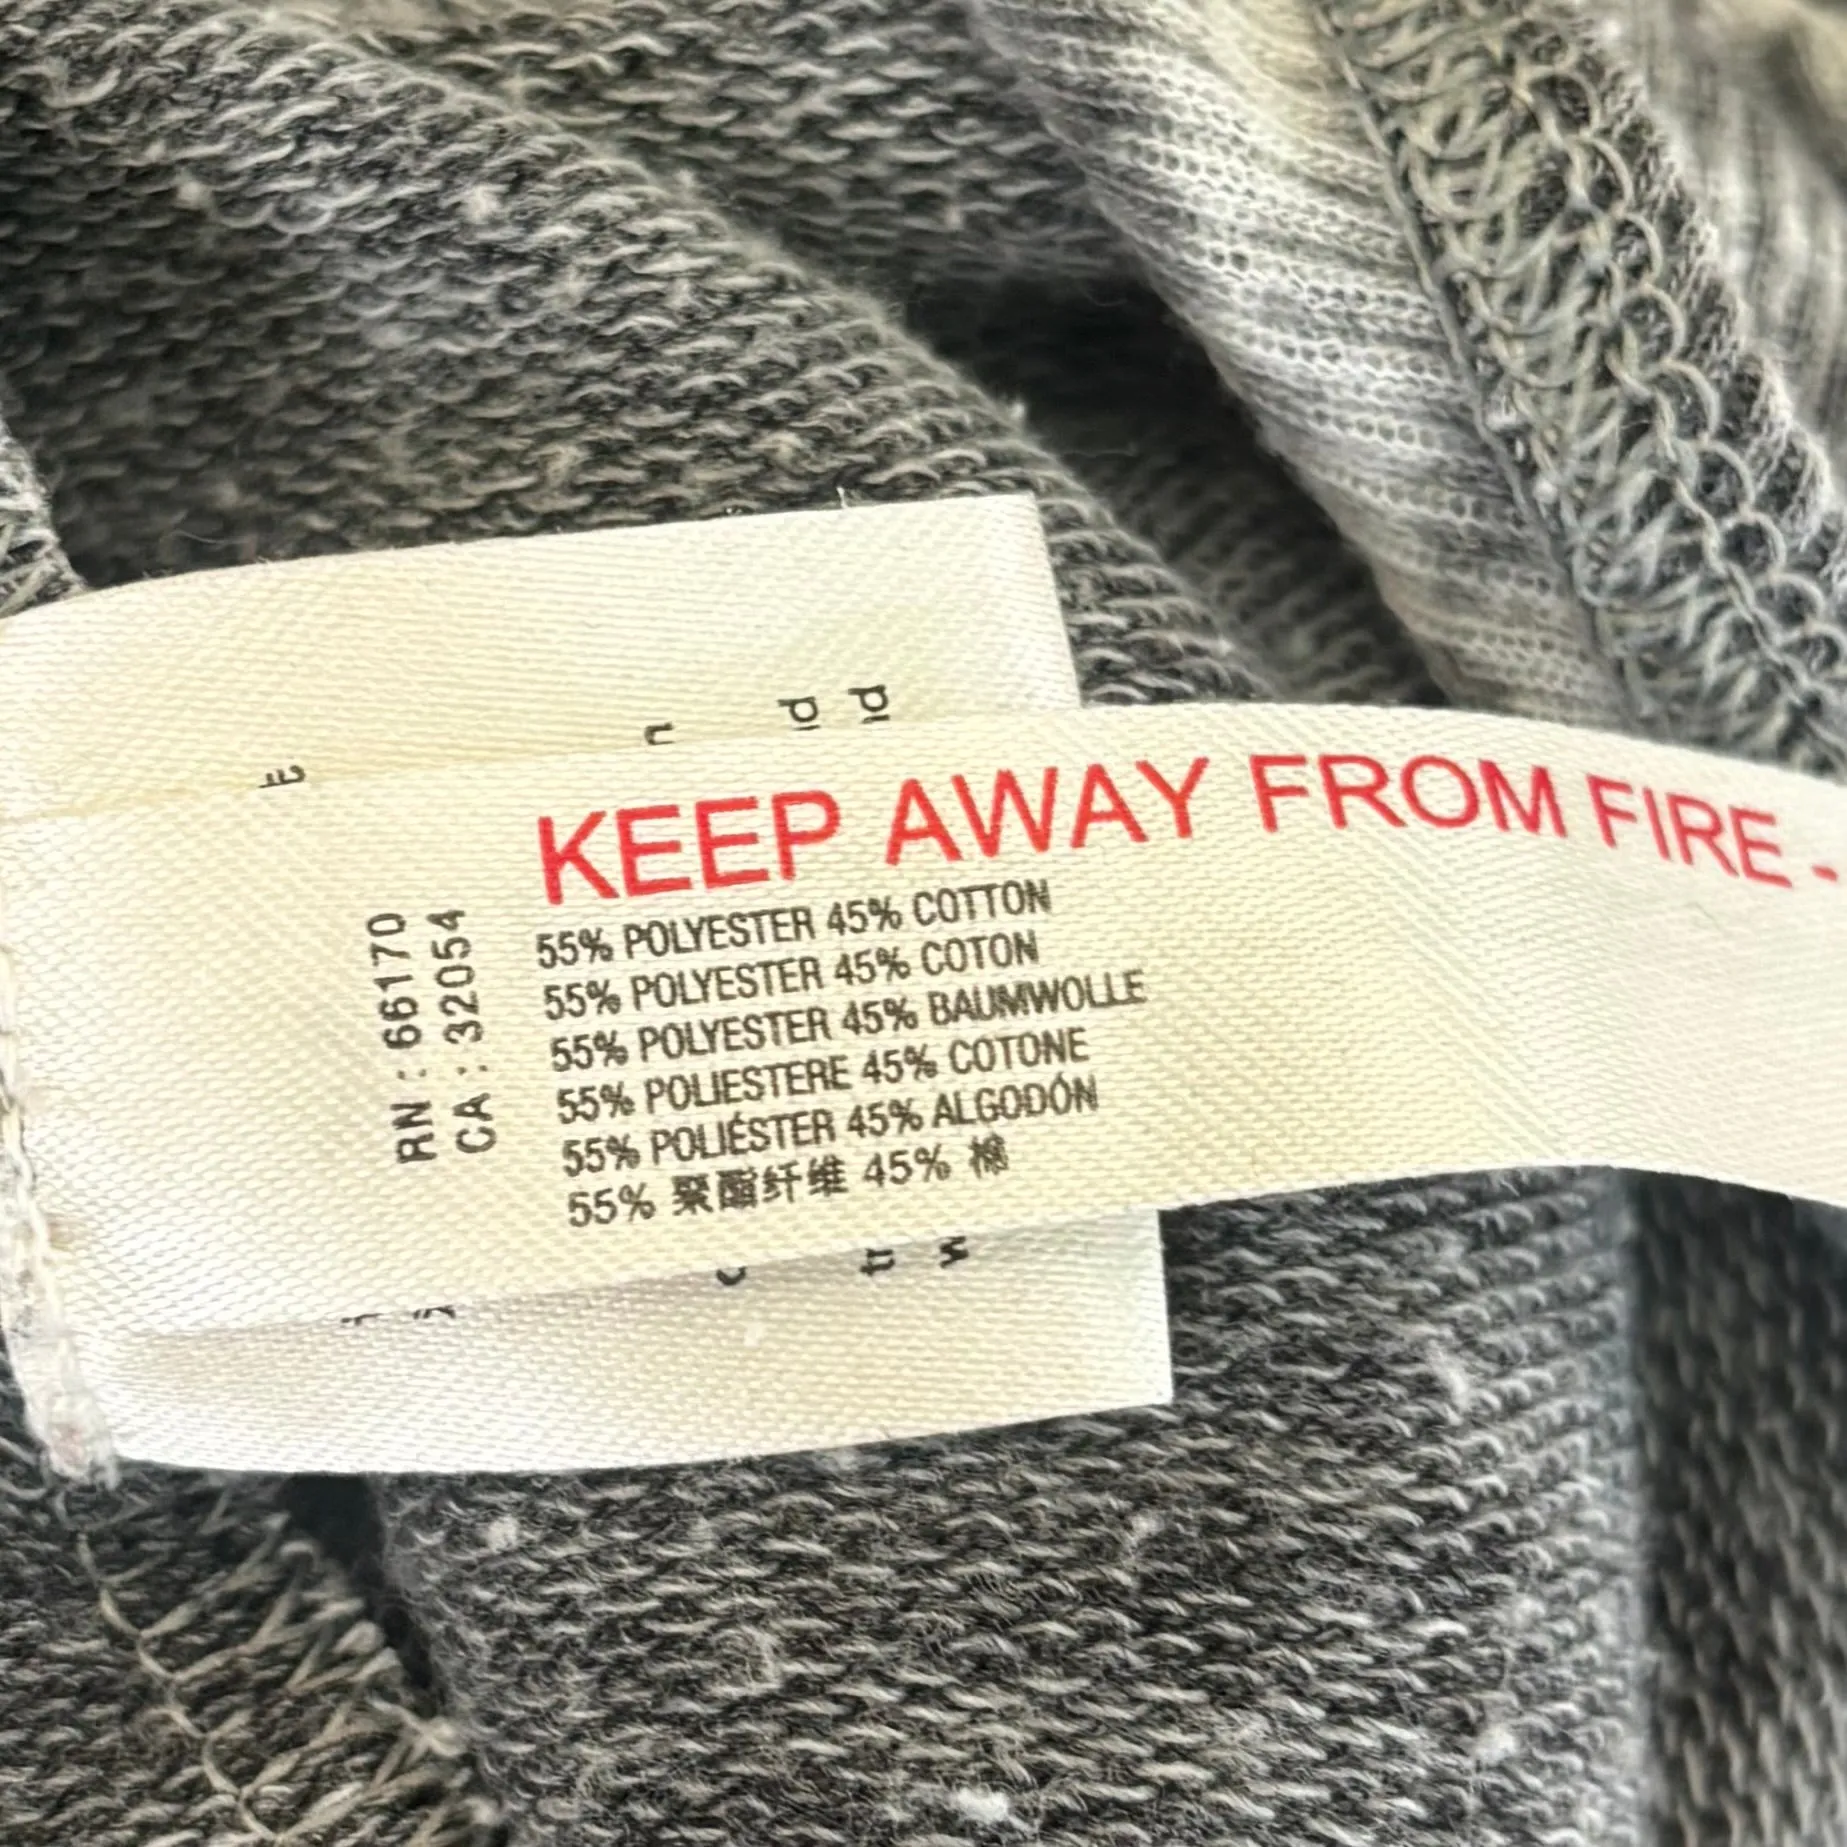 KEEP AWAY FROM FIRE -
55% POLYESTER 45% COTTON
55% POLYESTER 45% COTON
55% POLYESTER 45% BAUMWOLLE
55% POLIESTERE 45% COTONE
55% POLIÉSTER 45% ALGODÓN
55% 聚酯纤维 45% 棉
RN : 66170
CA : 32054